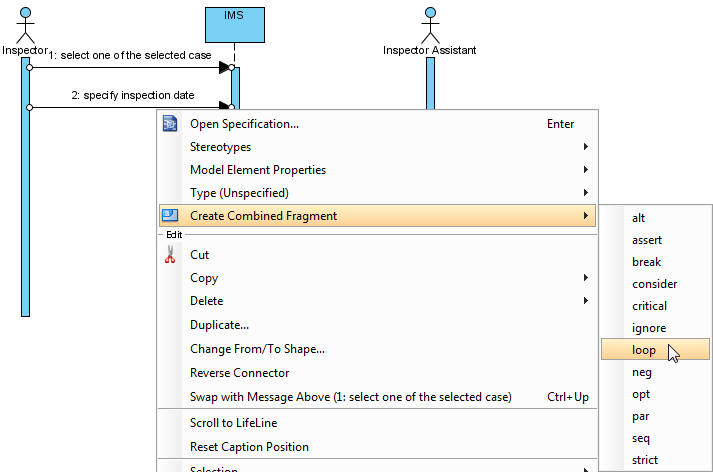 IMS
Inspector
Inspector Assistant
1: select one of the selected case
2: specify inspection date
Open Specification... Enter
Stereotypes
Model Element Properties
Type (Unspecified)
Create Combined Fragment
Edit
Cut
Copy
Delete
Duplicate...
Change From/To Shape...
Reverse Connector
Swap with Message Above (1: select one of the selected case) Ctrl+Up
Scroll to LifeLine
Reset Caption Position
Selection
alt
assert
break
consider
critical
ignore
loop
neg
opt
par
seq
strict